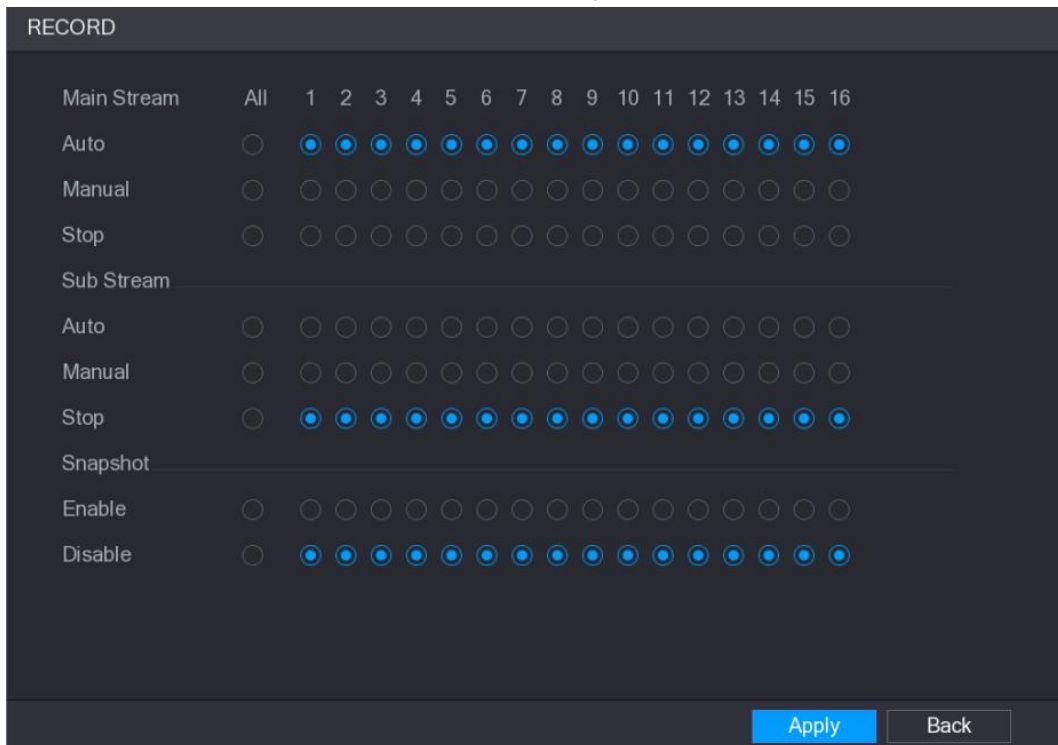 RECORD
Main Stream All 1 2 3 4 5 6 7 8 9 10 11 12 13 14 15 16
Auto
Manual
Stop
Sub Stream
Auto
Manual
Stop
Snapshot
Enable
Disable
Apply Back